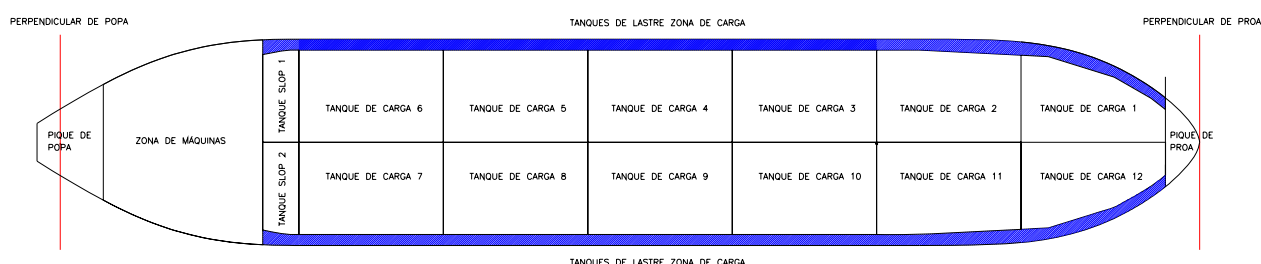 PERPENDICULAR DE POPA
TANQUES DE LASTRE ZONA DE CARGA
PERPENDICULAR DE PROA
TANQUE SLOP 1
TANQUE DE CARGA 6
TANQUE DE CARGA 5
TANQUE DE CARGA 4
TANQUE DE CARGA 3
TANQUE DE CARGA 2
TANQUE DE CARGA 1
PIQUE DE
POPA
ZONA DE MÁQUINAS
PIQUE DE
PROA
TANQUE SLOP 2
TANQUE DE CARGA 7
TANQUE DE CARGA 8
TANQUE DE CARGA 9
TANQUE DE CARGA 10
TANQUE DE CARGA 11
TANQUE DE CARGA 12
TANQUES DE LASTRE ZONA DE CARGA